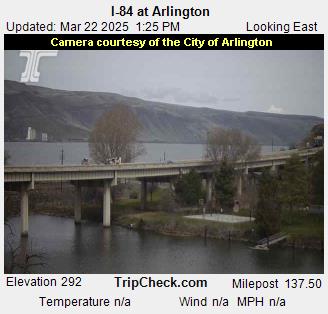 I-84 at Arlington
Updated: Mar 22 2025 1:25 PM Looking East
Camera courtesy of the City of Arlington
Elevation 292 TripCheck.com Milepost 137.50
Temperature n/a Wind n/a MPH n/a